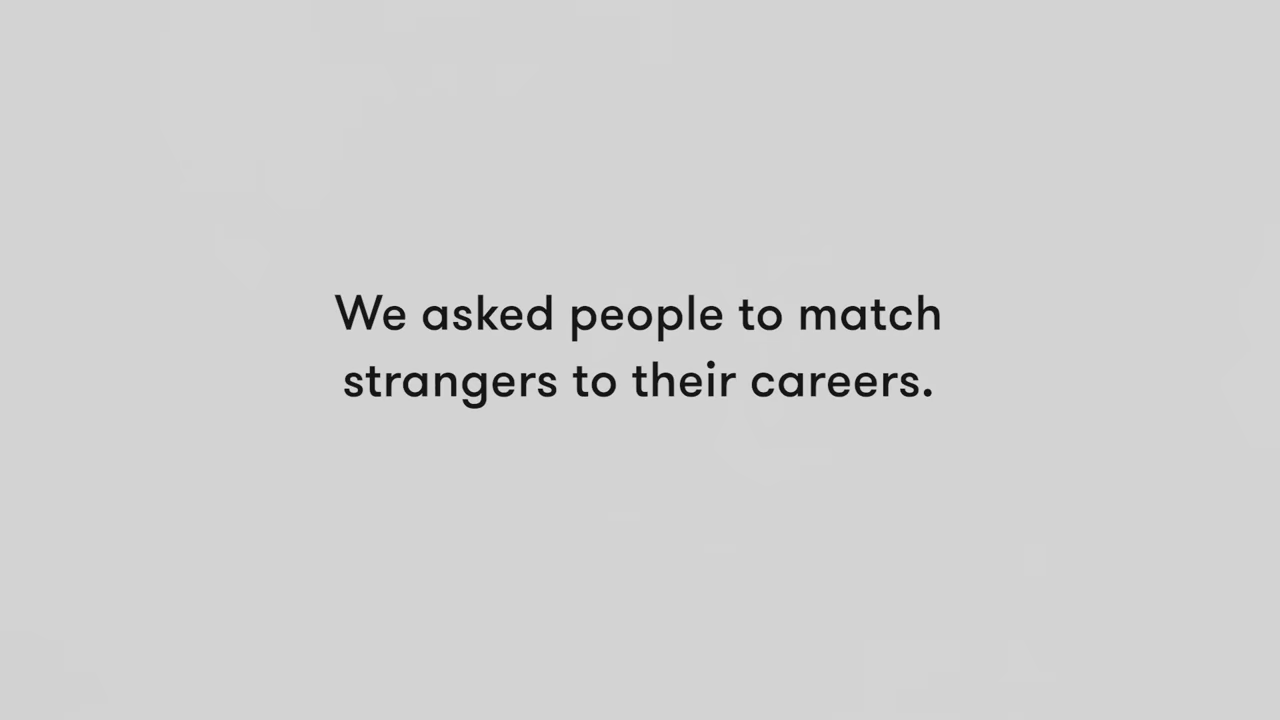 We asked people to match
strangers to their careers.